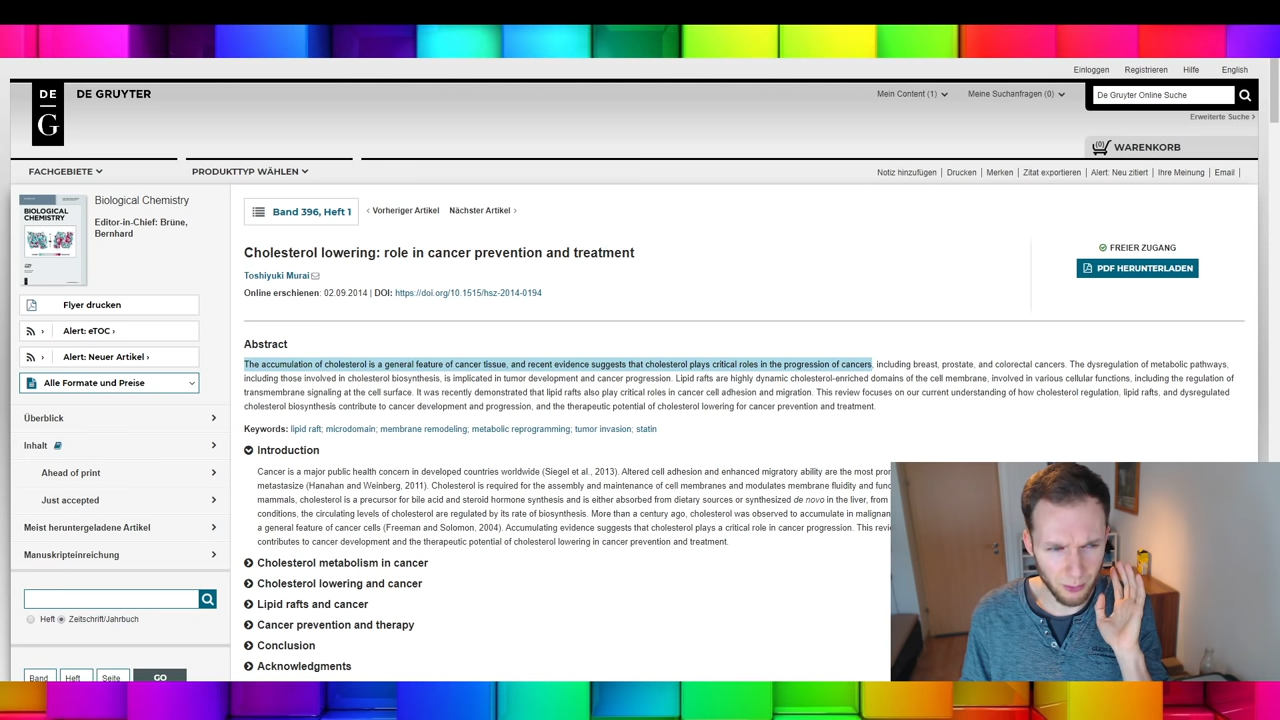 Einloggen Registrieren Hilfe English
DE
G
DE GRUYTER
Mein Content (1) Meine Suchanfragen (0)
De Gruyter Online Suche
Erweiterte Suche ›
(0) WARENKORB
FACHGEBIETE PRODUKTTYP WÄHLEN
Notiz hinzufügen | Drucken | Merken | Zitat exportieren | Alert: Neu zitiert | Ihre Meinung | Email |
BIOLOGICAL
CHEMISTRY
Biological Chemistry
Editor-in-Chief: Brüne,
Bernhard
Flyer drucken
Alert: eTOC ›
Alert: Neuer Artikel ›
Alle Formate und Preise
Überblick
Inhalt
Ahead of print
Just accepted
Meist heruntergeladene Artikel
Manuskripteinreichung
Heft Zeitschrift/Jahrbuch
Band Heft Seite GO
Band 396, Heft 1
‹ Vorheriger Artikel Nächster Artikel ›
Cholesterol lowering: role in cancer prevention and treatment
Toshiyuki Murai
Online erschienen: 02.09.2014 | DOI: https://doi.org/10.1515/hsz-2014-0194
FREIER ZUGANG
PDF HERUNTERLADEN
Abstract
The accumulation of cholesterol is a general feature of cancer tissue, and recent evidence suggests that cholesterol plays critical roles in the progression of cancers, including breast, prostate, and colorectal cancers. The dysregulation of metabolic pathways,
including those involved in cholesterol biosynthesis, is implicated in tumor development and cancer progression. Lipid rafts are highly dynamic cholesterol-enriched domains of the cell membrane, involved in various cellular functions, including the regulation of
transmembrane signaling at the cell surface. It was recently demonstrated that lipid rafts also play critical roles in cancer cell adhesion and migration. This review focuses on our current understanding of how cholesterol regulation, lipid rafts, and dysregulated
cholesterol biosynthesis contribute to cancer development and progression, and the therapeutic potential of cholesterol lowering for cancer prevention and treatment.
Keywords: lipid raft; microdomain; membrane remodeling; metabolic reprogramming; tumor invasion; statin
Introduction
Cancer is a major public health concern in developed countries worldwide (Siegel et al., 2013). Altered cell adhesion and enhanced migratory ability are the most
metastasize (Hanahan and Weinberg, 2011). Cholesterol is required for the assembly and maintenance of cell membranes and modulates membrane fluidity and
mammals, cholesterol is a precursor for bile acid and steroid hormone synthesis and is either absorbed from dietary sources or synthesized de novo in the liver, from
conditions, the circulating levels of cholesterol are regulated by its rate of biosynthesis. More than a century ago, cholesterol was observed to accumulate in
a general feature of cancer cells (Freeman and Solomon, 2004). Accumulating evidence suggests that cholesterol plays a critical role in cancer progression. This
contributes to cancer development and the therapeutic potential of cholesterol lowering in cancer prevention and treatment.
Cholesterol metabolism in cancer
Cholesterol lowering and cancer
Lipid rafts and cancer
Cancer prevention and therapy
Conclusion
Acknowledgments